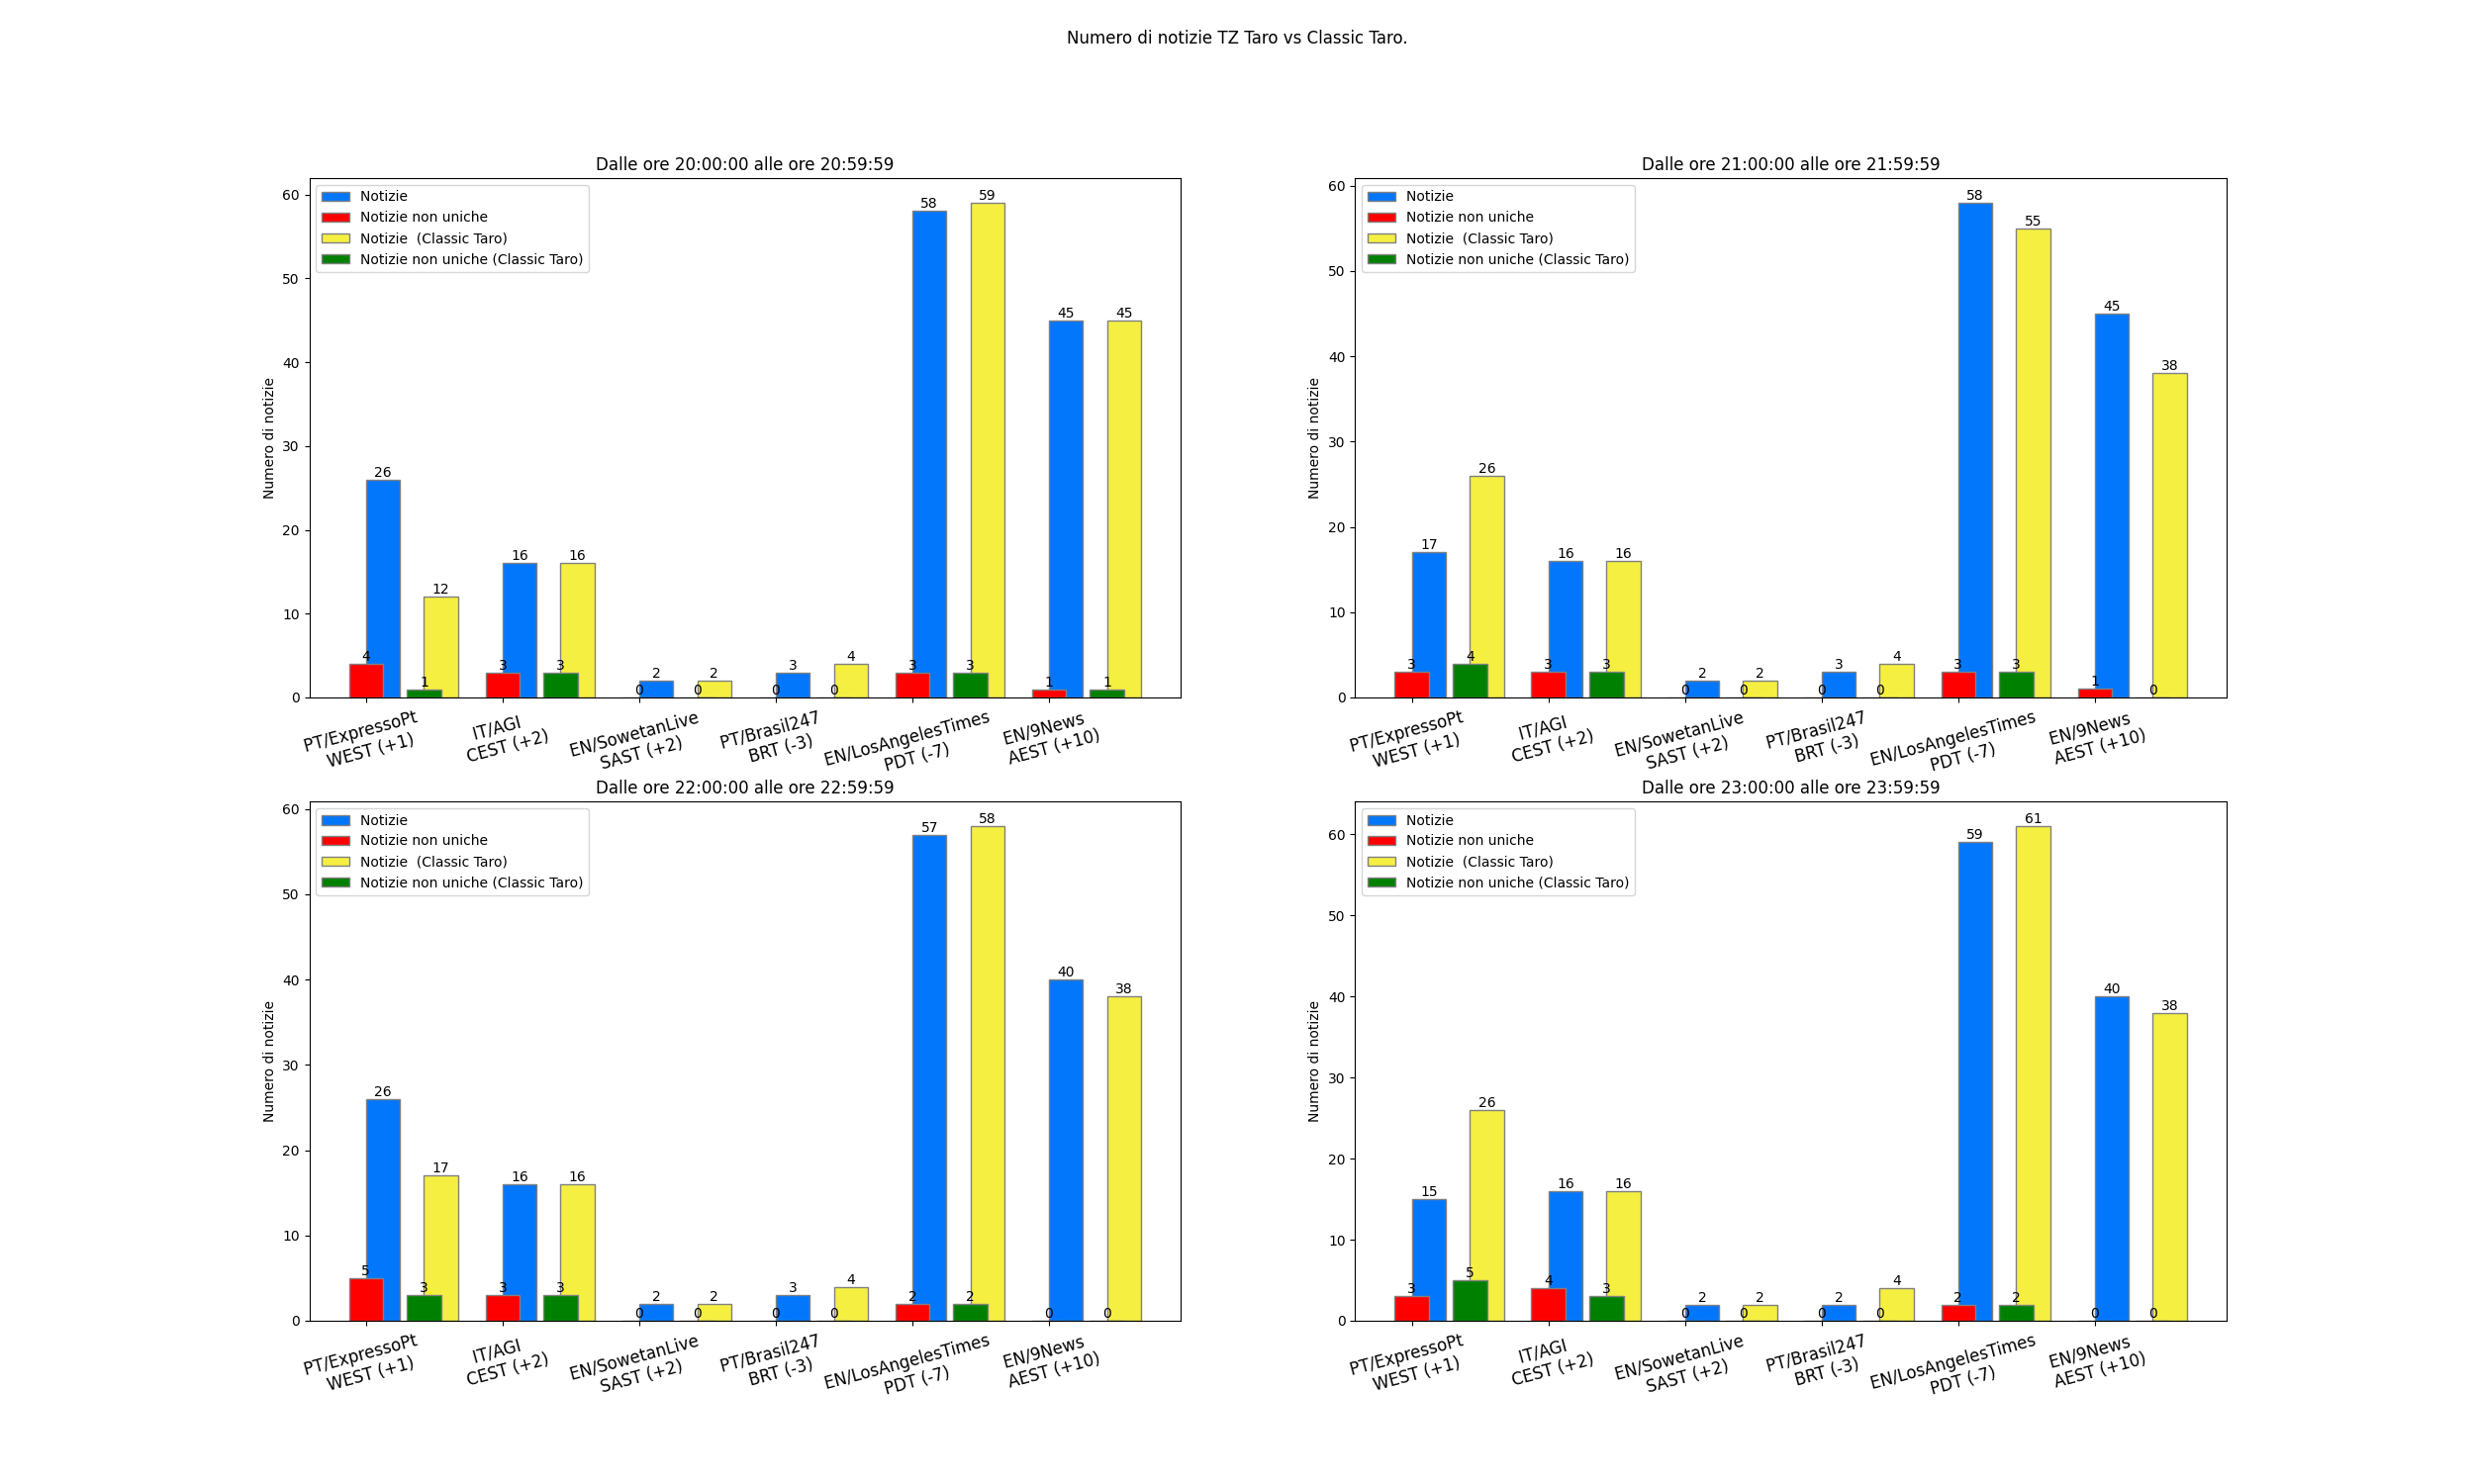 Numero di notizie TZ Taro vs Classic Taro.
Dalle ore 20:00:00 alle ore 20:59:59
Notizie
Notizie non uniche
Notizie  (Classic Taro)
Notizie non uniche (Classic Taro)
Numero di notizie
60
50
40
30
20
10
0
4 26 1 12
3 16 3 16
0 2 0 2
0 3 0 4
3 58 3 59
1 45 1 45
PT/ExpressoPt
WEST (+1)
IT/AGI
CEST (+2)
EN/SowetanLive
SAST (+2)
PT/Brasil247
BRT (-3)
EN/LosAngelesTimes
PDT (-7)
EN/9News
AEST (+10)
Dalle ore 21:00:00 alle ore 21:59:59
Notizie
Notizie non uniche
Notizie  (Classic Taro)
Notizie non uniche (Classic Taro)
Numero di notizie
60
50
40
30
20
10
0
3 17 4 26
3 16 3 16
0 2 0 2
0 3 0 4
3 58 3 55
1 45 0 38
PT/ExpressoPt
WEST (+1)
IT/AGI
CEST (+2)
EN/SowetanLive
SAST (+2)
PT/Brasil247
BRT (-3)
EN/LosAngelesTimes
PDT (-7)
EN/9News
AEST (+10)
Dalle ore 22:00:00 alle ore 22:59:59
Notizie
Notizie non uniche
Notizie  (Classic Taro)
Notizie non uniche (Classic Taro)
Numero di notizie
60
50
40
30
20
10
0
5 26 3 17
3 16 3 16
0 2 0 2
0 3 0 4
2 57 2 58
0 40 0 38
PT/ExpressoPt
WEST (+1)
IT/AGI
CEST (+2)
EN/SowetanLive
SAST (+2)
PT/Brasil247
BRT (-3)
EN/LosAngelesTimes
PDT (-7)
EN/9News
AEST (+10)
Dalle ore 23:00:00 alle ore 23:59:59
Notizie
Notizie non uniche
Notizie  (Classic Taro)
Notizie non uniche (Classic Taro)
Numero di notizie
60
50
40
30
20
10
0
3 15 5 26
4 16 3 16
0 2 0 2
0 2 0 4
2 59 2 61
0 40 0 38
PT/ExpressoPt
WEST (+1)
IT/AGI
CEST (+2)
EN/SowetanLive
SAST (+2)
PT/Brasil247
BRT (-3)
EN/LosAngelesTimes
PDT (-7)
EN/9News
AEST (+10)